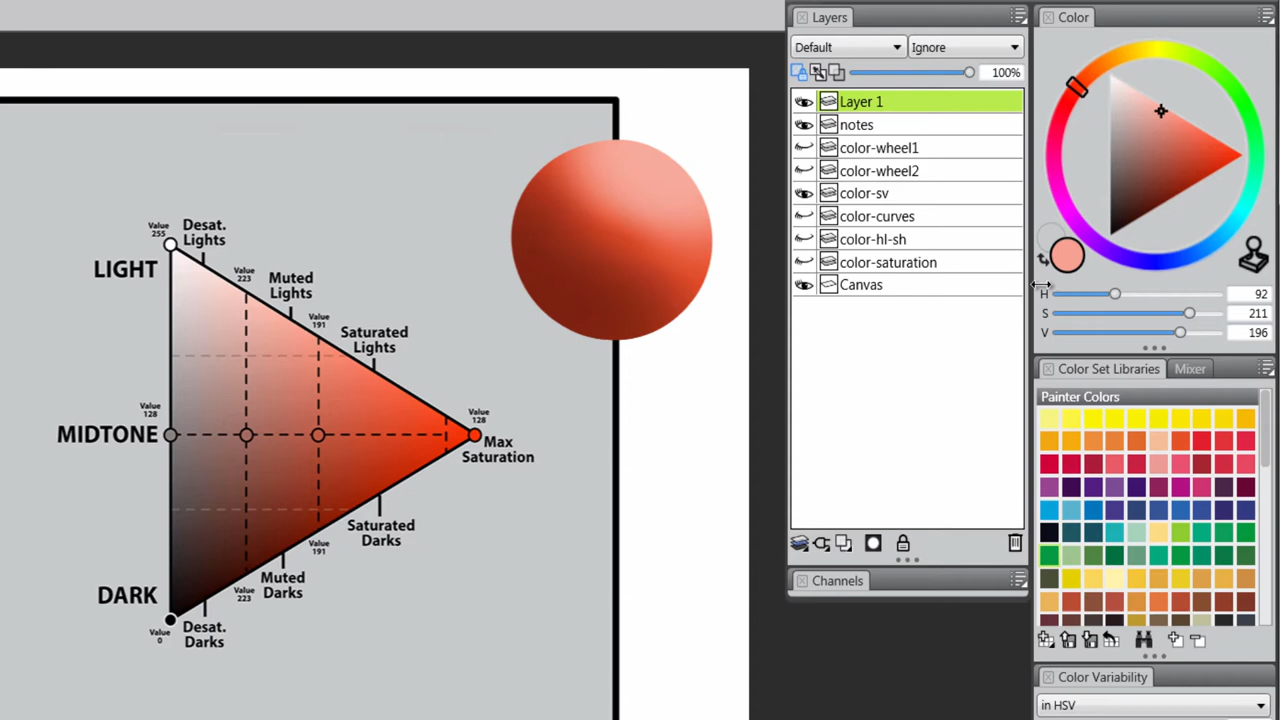 Value
255
Desat.
Lights
LIGHT
Value
223
Muted
Lights
Value
191
Saturated
Lights
Value
128
MIDTONE
Value
128
Max
Saturation
Saturated
Darks
Value
191
Muted
Darks
Value
223
DARK
Value
0
Desat.
Darks
Layers
Default
Ignore
100%
Layer 1
notes
color-wheel1
color-wheel2
color-sv
color-curves
color-hl-sh
color-saturation
Canvas
Channels
Color
H 92
S 211
V 196
Color Set Libraries Mixer
Painter Colors
Color Variability
in HSV